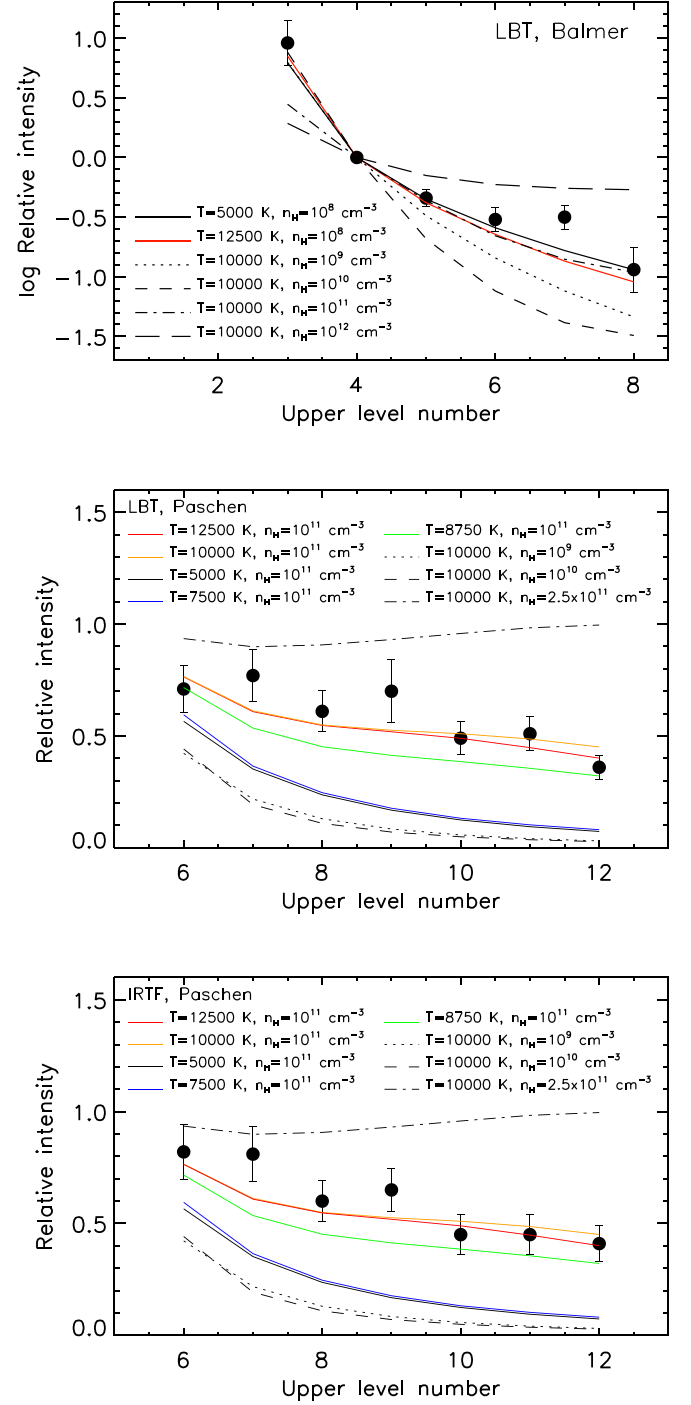 LBT, Balmer
log Relative intensity
1.0
0.5
0.0
−0.5
−1.0
−1.5
T=5000 K, n_H=10^8 cm^−3
T=12500 K, n_H=10^8 cm^−3
T=10000 K, n_H=10^9 cm^−3
T=10000 K, n_H=10^10 cm^−3
T=10000 K, n_H=10^11 cm^−3
T=10000 K, n_H=10^12 cm^−3
2 4 6 8
Upper level number
LBT, Paschen
T=12500 K, n_H=10^11 cm^−3
T=10000 K, n_H=10^11 cm^−3
T=5000 K, n_H=10^11 cm^−3
T=7500 K, n_H=10^11 cm^−3
T=8750 K, n_H=10^11 cm^−3
T=10000 K, n_H=10^9 cm^−3
T=10000 K, n_H=10^10 cm^−3
T=10000 K, n_H=2.5x10^11 cm^−3
Relative intensity
1.5
1.0
0.5
0.0
6 8 10 12
Upper level number
IRTF, Paschen
T=12500 K, n_H=10^11 cm^−3
T=10000 K, n_H=10^11 cm^−3
T=5000 K, n_H=10^11 cm^−3
T=7500 K, n_H=10^11 cm^−3
T=8750 K, n_H=10^11 cm^−3
T=10000 K, n_H=10^9 cm^−3
T=10000 K, n_H=10^10 cm^−3
T=10000 K, n_H=2.5x10^11 cm^−3
Relative intensity
1.5
1.0
0.5
0.0
6 8 10 12
Upper level number